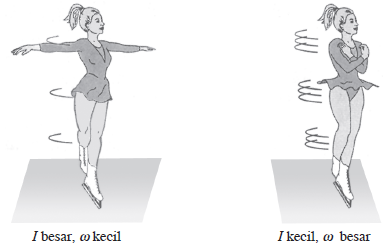 I besar, ω kecil
I kecil, ω besar